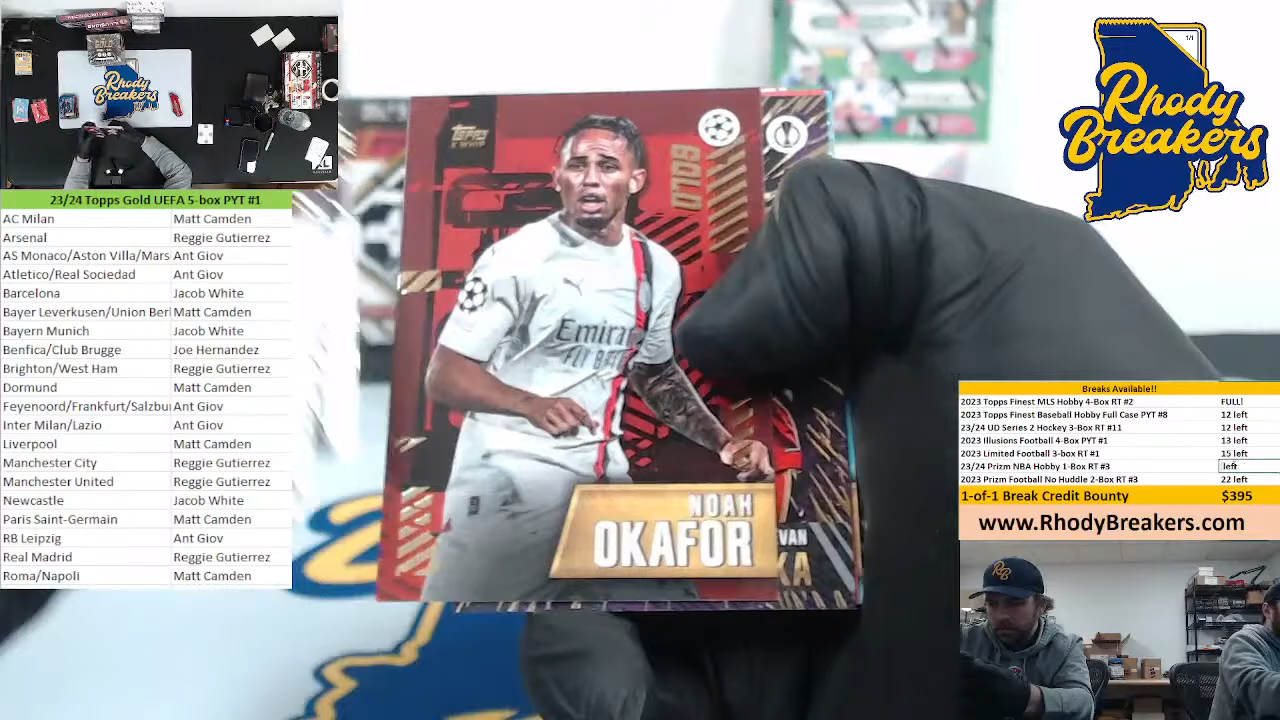 Rhody
Breakers
23/24 Topps Gold UEFA 5-box PYT #1
AC Milan Matt Camden
Arsenal Reggie Gutierrez
AS Monaco/Aston Villa/Mars Ant Giov
Atletico/Real Sociedad Ant Giov
Barcelona Jacob White
Bayer Leverkusen/Union Berl Matt Camden
Bayern Munich Jacob White
Benfica/Club Brugge Joe Hernandez
Brighton/West Ham Reggie Gutierrez
Dormund Matt Camden
Feyenoord/Frankfurt/Salzbu Ant Giov
Inter Milan/Lazio Ant Giov
Liverpool Matt Camden
Manchester City Reggie Gutierrez
Manchester United Reggie Gutierrez
Newcastle Jacob White
Paris Saint-Germain Matt Camden
RB Leipzig Ant Giov
Real Madrid Reggie Gutierrez
Roma/Napoli Matt Camden
TOPPS
GOLD
Emira
FLY BE
NOAH
OKAFOR
VAN
KA
1/1
Rhody
Breakers
Breaks Available!!
2023 Topps Finest MLS Hobby 4-Box RT #2 FULL!
2023 Topps Finest Baseball Hobby Full Case PYT #8 12 left
23/24 UD Series 2 Hockey 3-Box RT #11 12 left
2023 Illusions Football 4-Box PYT #1 13 left
2023 Limited Football 3-box RT #1 15 left
23/24 Prizm NBA Hobby 1-Box RT #3 left
2023 Prizm Football No Huddle 2-Box RT #3 22 left
1-of-1 Break Credit Bounty $395
www.RhodyBreakers.com
RB